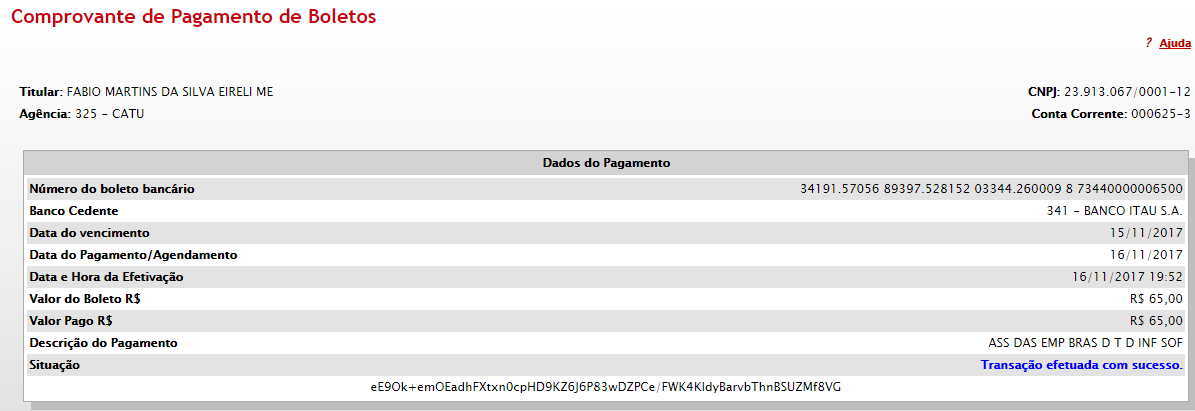 Comprovante de Pagamento de Boletos
? Ajuda
Titular: FABIO MARTINS DA SILVA EIRELI ME CNPJ: 23.913.067/0001-12
Agência: 325 - CATU Conta Corrente: 000625-3
Dados do Pagamento
Número do boleto bancário 34191.57056 89397.528152 03344.260009 8 73440000006500
Banco Cedente 341 - BANCO ITAU S.A.
Data do vencimento 15/11/2017
Data do Pagamento/Agendamento 16/11/2017
Data e Hora da Efetivação 16/11/2017 19:52
Valor do Boleto R$ R$ 65,00
Valor Pago R$ R$ 65,00
Descrição do Pagamento ASS DAS EMP BRAS D T D INF SOF
Situação Transação efetuada com sucesso.
eE9Ok+emOEadhFXtxn0cpHD9KZ6J6P83wDZPCe/FWK4KIdyBarvbThnBSUZMf8VG